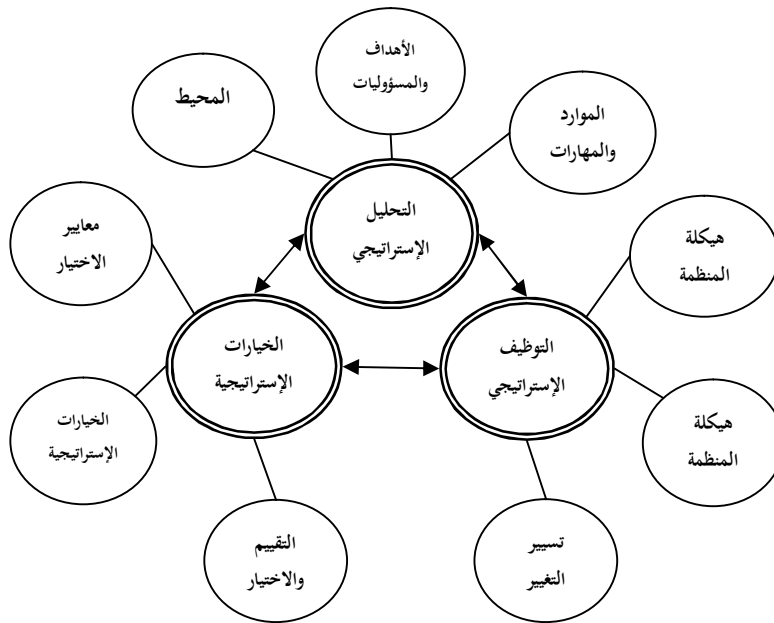 الأهداف
والمسؤوليات
المحيط
الموارد
والمهارات
التحليل
الإستراتيجي
معايير
الاختيار
هيكلة
المنظمة
الخيارات
الإستراتيجية
التوظيف
الإستراتيجي
الخيارات
الإستراتيجية
هيكلة
المنظمة
التقييم
والاختيار
تسيير
التغيير